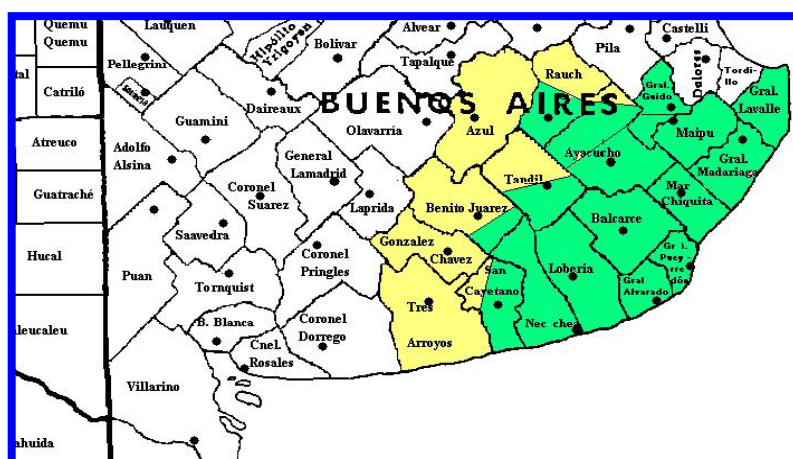 Quemu
Quemu
Lauquen
Hipólito
Yrigoyen
Alvear
Castelli
Pila
Pellegrini
Bolivar
Tapalqué
Rauch
Dolores
Tordi-
llo
Gral.
Lavalle
Catriló
Daireaux
Guamini
BUENOS AIRES
Gral.
Guido
Olavarría
Azul
Maipu
Atreuco
Adolfo
Alsina
General
Lamadrid
Ayacucho
Gral.
Madariaga
Guatraché
Coronel
Suarez
Laprida
Benito Juarez
Tandil
Mar
Chiquita
Saavedra
Balcarce
Hucal
Puan
Coronel
Pringles
Gonzalez
Chavez
San
Cayetano
Loberia
Tornquist
Gral
Alvarado
B. Blanca
Coronel
Dorrego
Tres
Arroyos
Nec chea
Cnel.
Rosales
Villarino